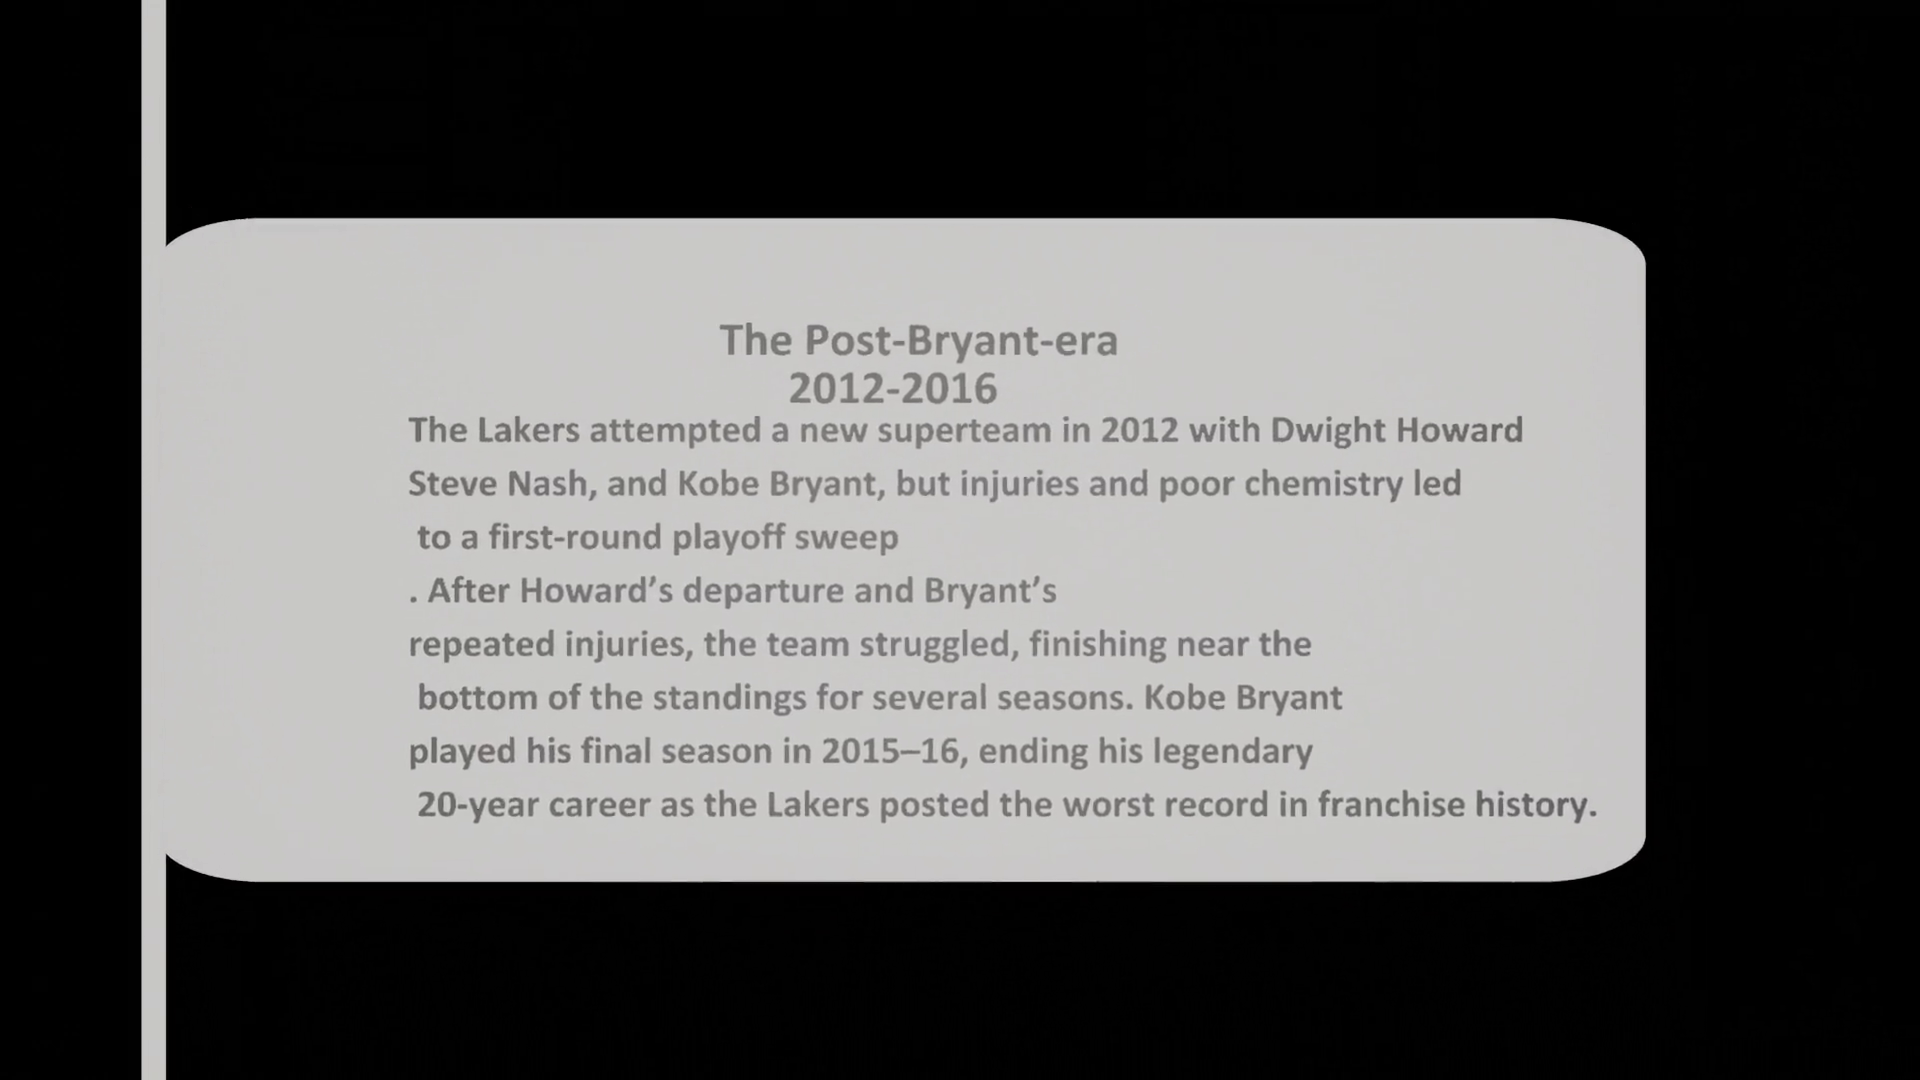 The Post-Bryant-era
2012-2016
The Lakers attempted a new superteam in 2012 with Dwight Howard
Steve Nash, and Kobe Bryant, but injuries and poor chemistry led
to a first-round playoff sweep
. After Howard’s departure and Bryant’s
repeated injuries, the team struggled, finishing near the
bottom of the standings for several seasons. Kobe Bryant
played his final season in 2015–16, ending his legendary
20-year career as the Lakers posted the worst record in franchise history.